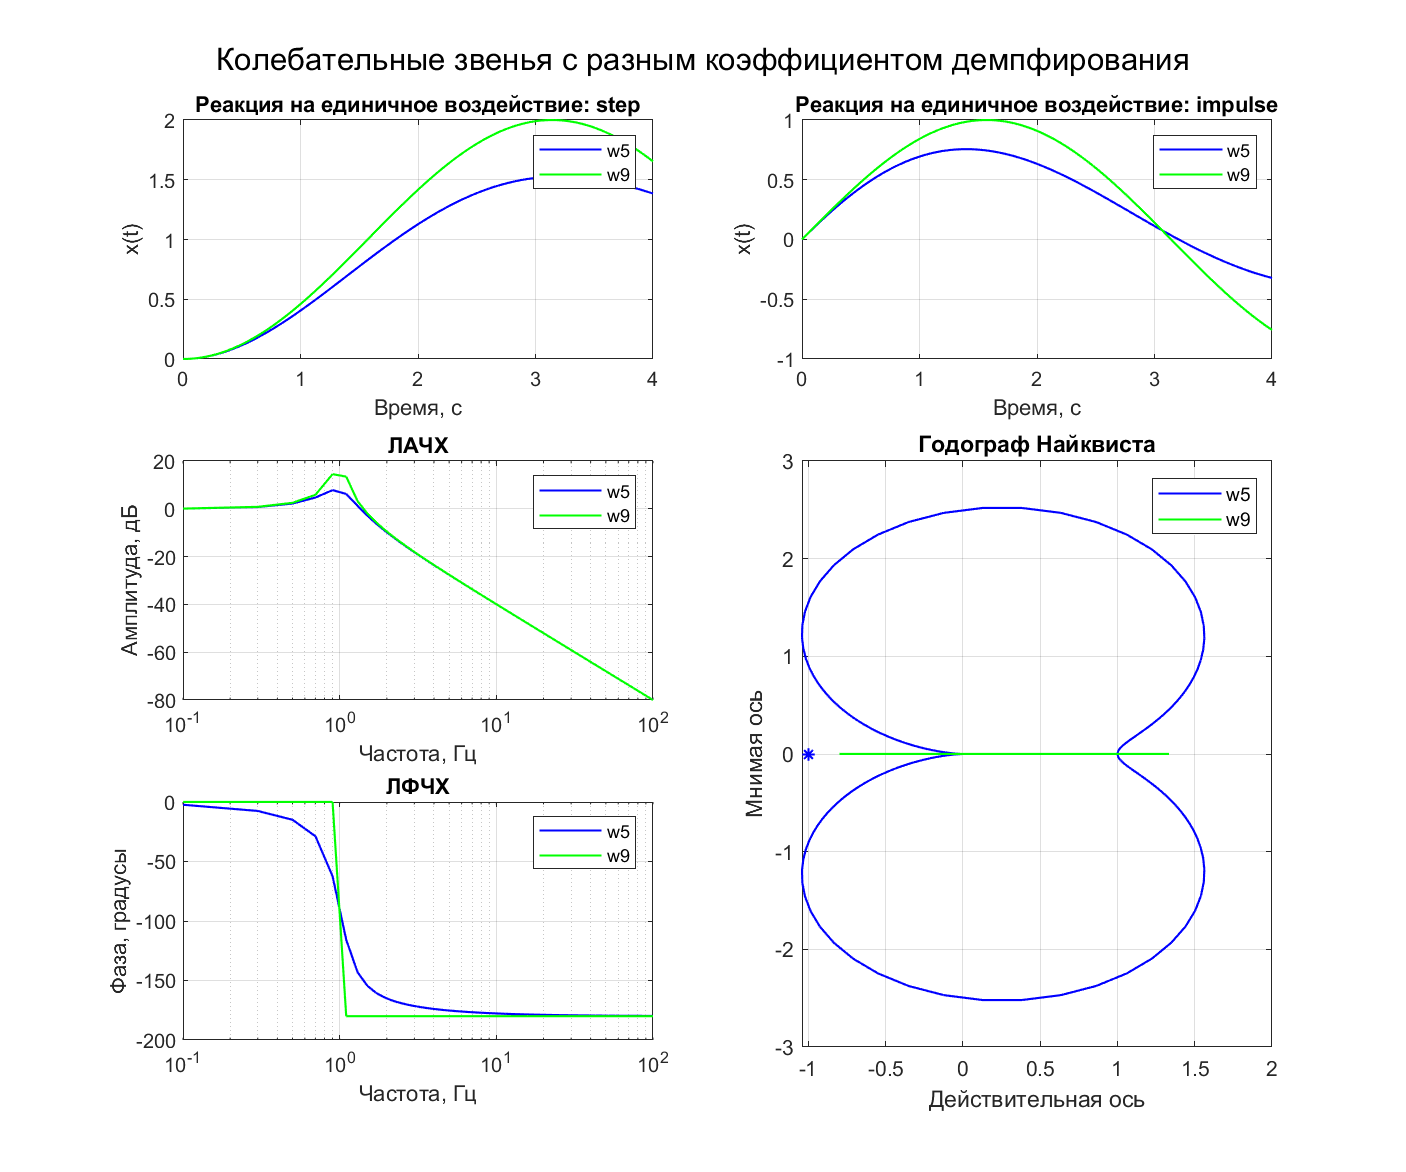 Колебательные звенья с разным коэффициентом демпфирования
Реакция на единичное воздействие: step
2
1.5
1
0.5
0
x(t)
w5
w9
0 1 2 3 4
Время, с
Реакция на единичное воздействие: impulse
1
0.5
0
-0.5
-1
x(t)
w5
w9
0 1 2 3 4
Время, с
ЛАЧХ
20
0
-20
-40
-60
-80
Амплитуда, дБ
w5
w9
10^-1 10^0 10^1 10^2
Частота, Гц
ЛФЧХ
0
-50
-100
-150
-200
Фаза, градусы
w5
w9
10^-1 10^0 10^1 10^2
Частота, Гц
Годограф Найквиста
3
2
1
0
-1
-2
-3
Мнимая ось
w5
w9
-1 -0.5 0 0.5 1 1.5 2
Действительная ось